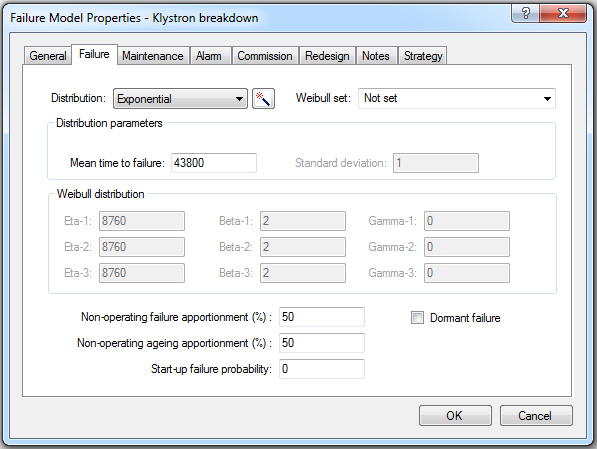 Failure Model Properties - Klystron breakdown
General Failure Maintenance Alarm Commission Redesign Notes Strategy
Distribution: Exponential Weibull set: Not set
Distribution parameters
Mean time to failure: 43800 Standard deviation: 1
Weibull distribution
Eta-1: 8760 Beta-1: 2 Gamma-1: 0
Eta-2: 8760 Beta-2: 2 Gamma-2: 0
Eta-3: 8760 Beta-3: 2 Gamma-3: 0
Non-operating failure apportionment (%) : 50 Dormant failure
Non-operating ageing apportionment (%) : 50
Start-up failure probability: 0
OK Cancel